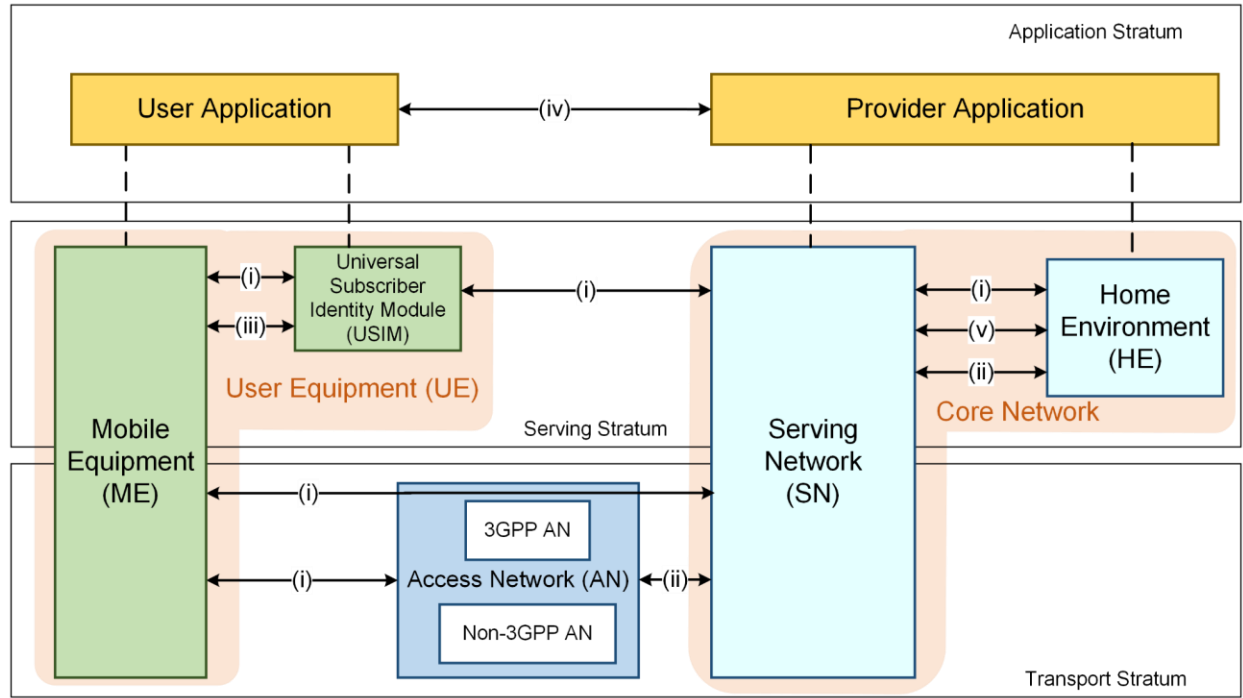 Application Stratum
User Application
(iv)
Provider Application
Universal
Subscriber
Identity Module
(USIM)
(i)
(iii)
(i)
(i)
(v)
(ii)
Home
Environment
(HE)
User Equipment (UE)
Core Network
Mobile
Equipment
(ME)
Serving Stratum
Serving
Network
(SN)
(i)
3GPP AN
(i)
Access Network (AN)
(ii)
Non-3GPP AN
Transport Stratum